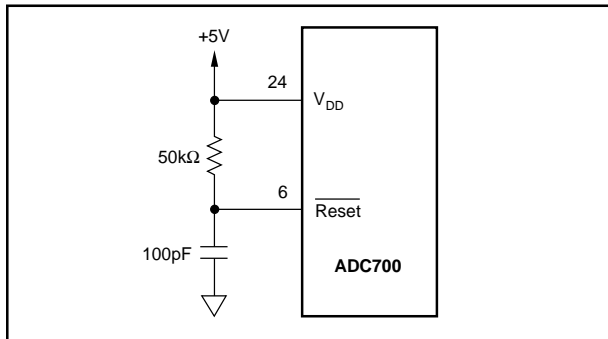 +5V
24
V_DD
50kΩ
6
Reset
100pF
ADC700